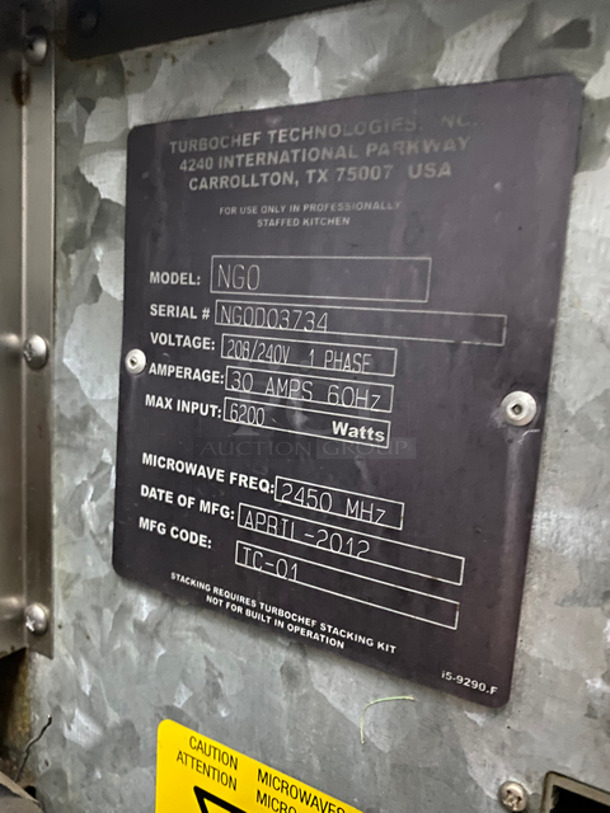 TURBOCHEF TECHNOLOGIES, INC.
4240 INTERNATIONAL PARKWAY
CARROLLTON, TX 75007 USA
FOR USE ONLY IN PROFESSIONALLY
STAFFED KITCHEN
MODEL: NGO
SERIAL # NGOD03734
VOLTAGE: 208/240V 1 PHASE
AMPERAGE: 30 AMPS 60Hz
MAX INPUT: 6200 Watts
AUCTION GROUP
MICROWAVE FREQ: 2450 MHz
DATE OF MFG: APRIL-2012
MFG CODE: TC-01
STACKING REQUIRES TURBOCHEF STACKING KIT
NOT FOR BUILT IN OPERATION
i5-9290.F
CAUTION MICROWAVES
ATTENTION